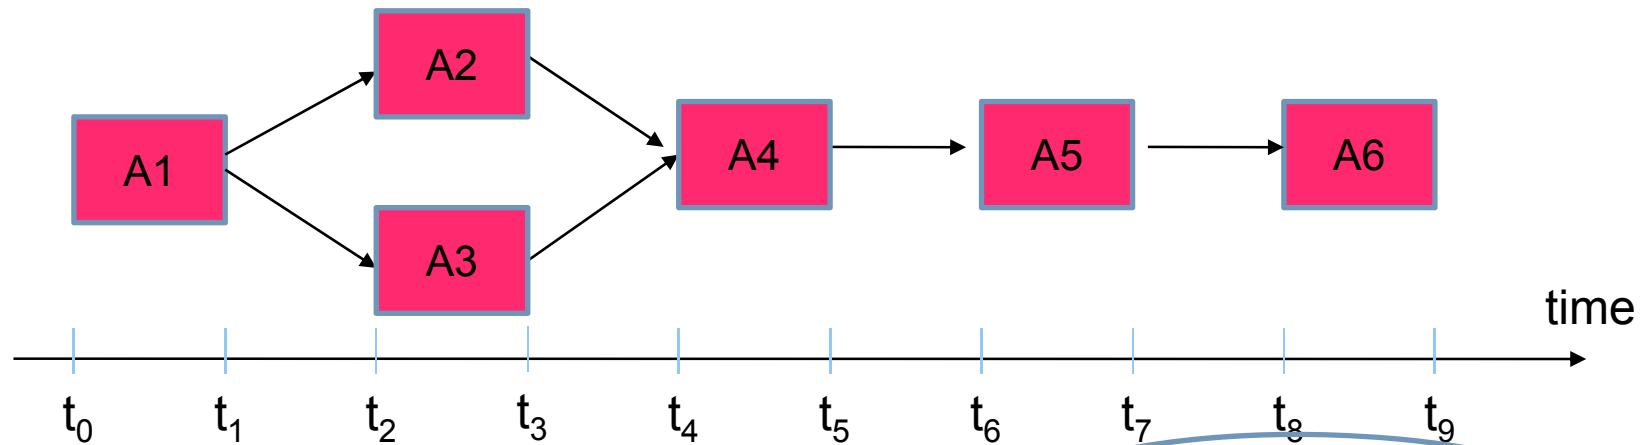 A2
A1 A4 A5 A6
A3
time
t₀ t₁ t₂ t₃ t₄ t₅ t₆ t₇ t₈ t₉